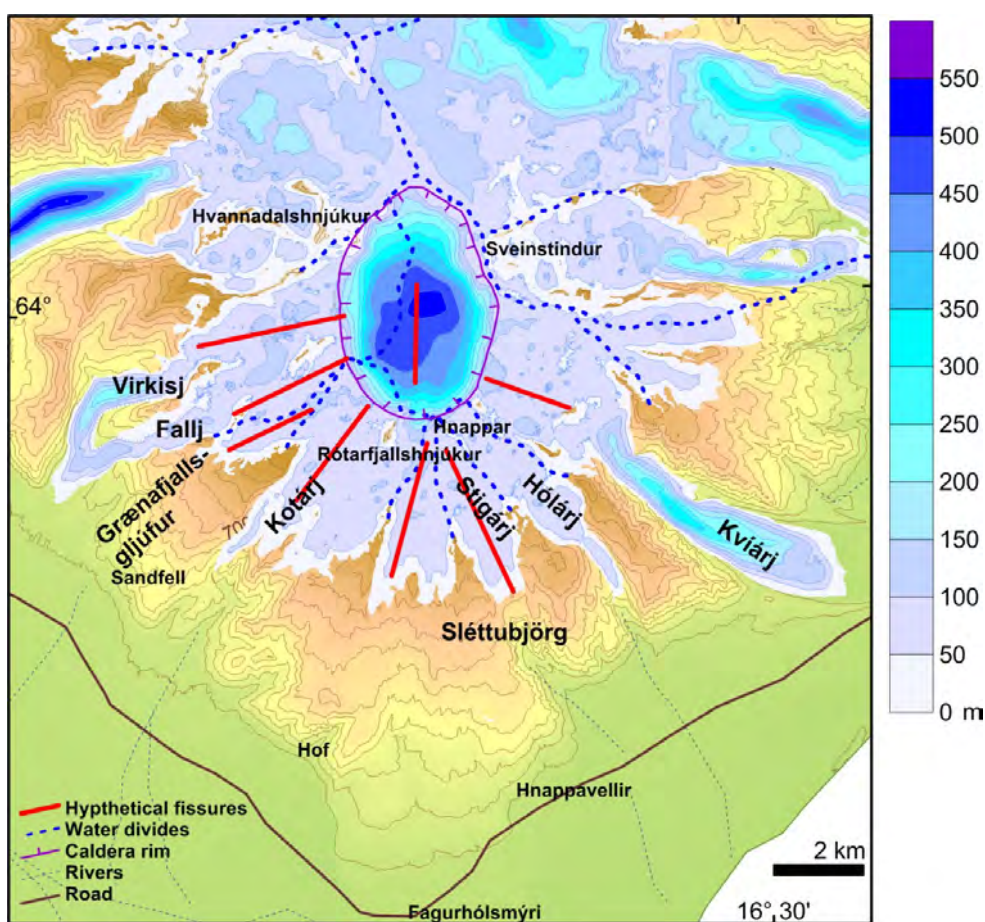 Hvannadalshnjúkur
Sveinstindur
64°
Virkisj
Fallj
Hnappar
Rótarfjallshnjúkur
Grænafjalls-
gljúfur
Kotárj
Stigárj
Hólárj
Kvíárj
70
Sandfell
Sléttubjörg
Hof
Hnappavellir
Fagurhólsmýri
Hypthetical fissures
Water divides
Caldera rim
Rivers
Road
2 km
16° 30'
550
500
450
400
350
300
250
200
150
100
50
0 m